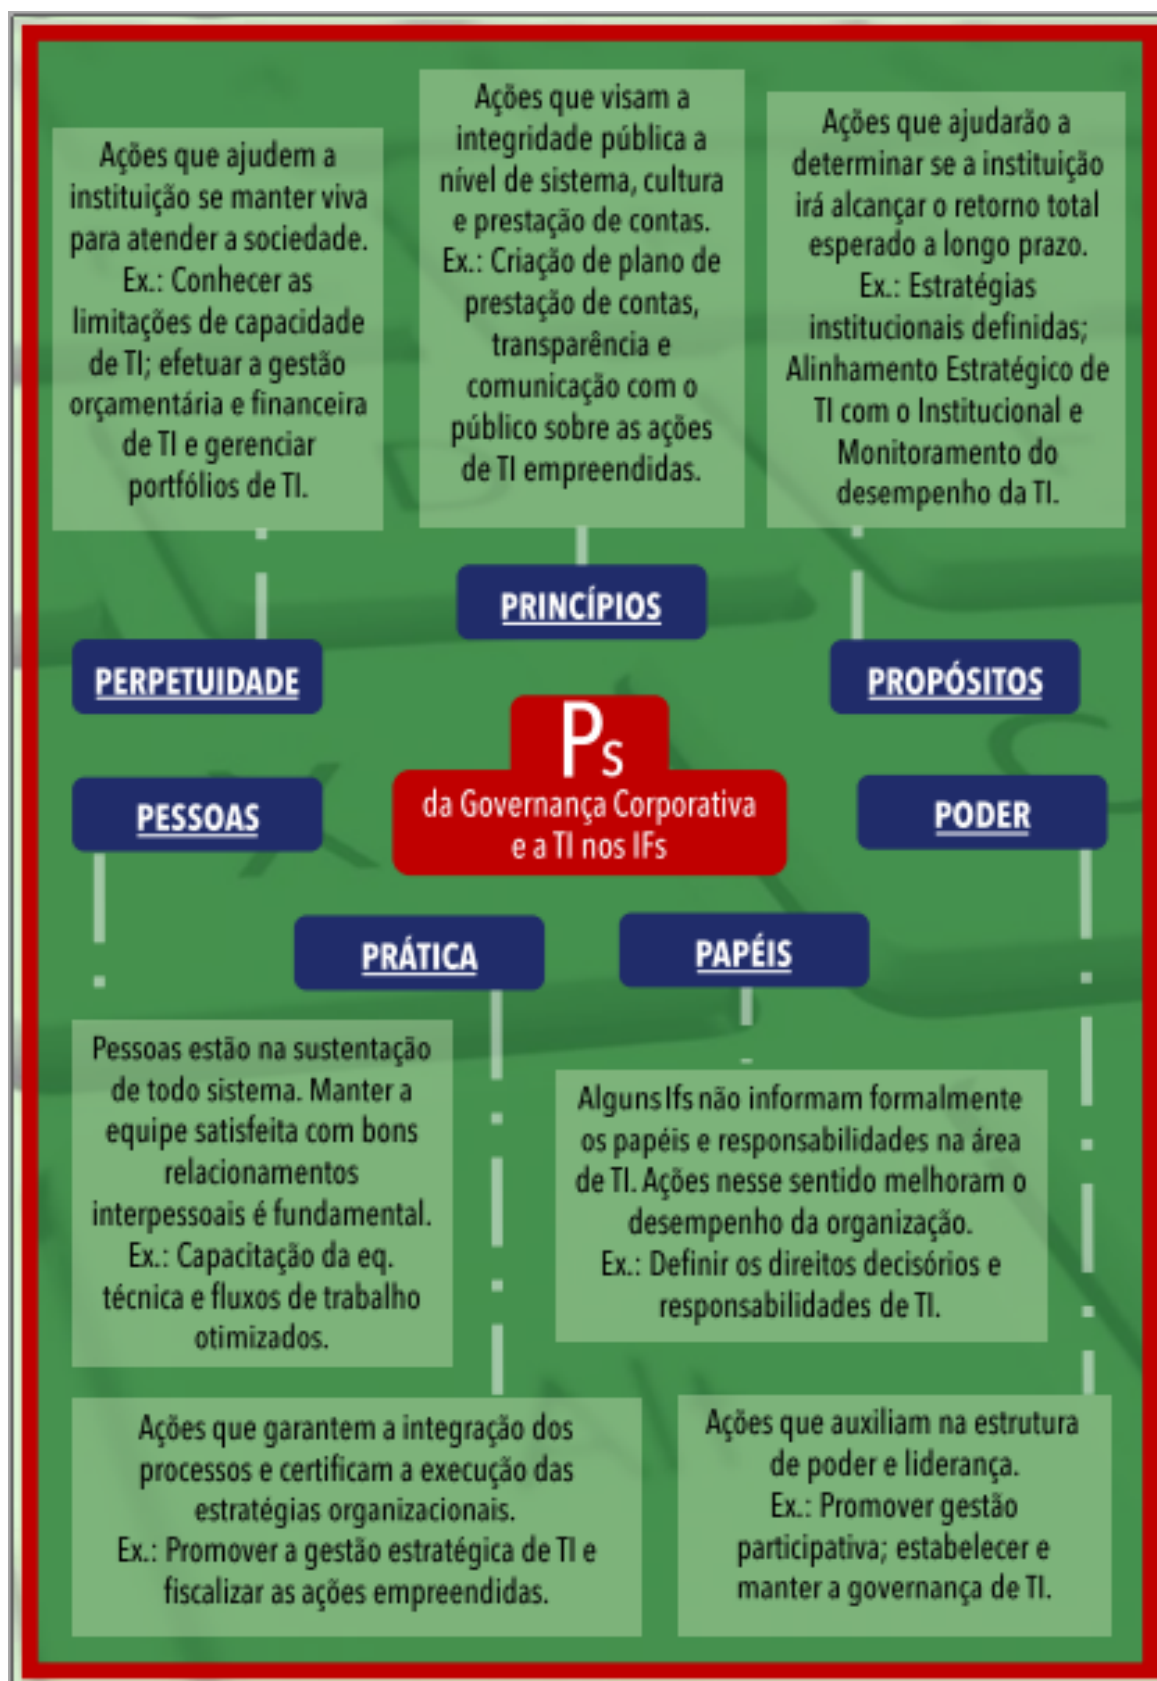 Ações que ajudem a
instituição se manter viva
para atender a sociedade.
Ex.: Conhecer as
limitações de capacidade
de TI; efetuar a gestão
orçamentária e financeira
de TI e gerenciar
portfólios de TI.
Ações que visam a
integridade pública a
nível de sistema, cultura
e prestação de contas.
Ex.: Criação de plano de
prestação de contas,
transparência e
comunicação com o
público sobre as ações
de TI empreendidas.
Ações que ajudarão a
determinar se a instituição
irá alcançar o retorno total
esperado a longo prazo.
Ex.: Estratégias
institucionais definidas;
Alinhamento Estratégico de
TI com o Institucional e
Monitoramento do
desempenho da TI.
PRINCÍPIOS
PERPETUIDADE
PROPÓSITOS
Ps
da Governança Corporativa
e a TI nos IFs
PESSOAS
PODER
PRÁTICA
PAPÉIS
Pessoas estão na sustentação
de todo sistema. Manter a
equipe satisfeita com bons
relacionamentos
interpessoais é fundamental.
Ex.: Capacitação da eq.
técnica e fluxos de trabalho
otimizados.
Alguns Ifs não informam formalmente
os papéis e responsabilidades na área
de TI. Ações nesse sentido melhoram o
desempenho da organização.
Ex.: Definir os direitos decisórios e
responsabilidades de TI.
Ações que garantem a integração dos
processos e certificam a execução das
estratégias organizacionais.
Ex.: Promover a gestão estratégica de TI e
fiscalizar as ações empreendidas.
Ações que auxiliam na estrutura
de poder e liderança.
Ex.: Promover gestão
participativa; estabelecer e
manter a governança de TI.